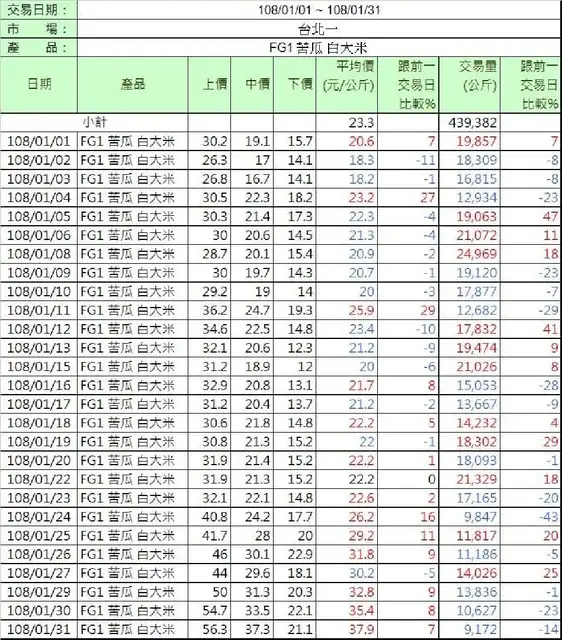 交易日期： 108/01/01 ~ 108/01/31
市 場： 台北一
產 品： FG1 苦瓜 白大米
日期 產品 上價 中價 下價 平均價(元/公斤) 跟前一交易日比較% 交易量(公斤) 跟前一交易日比較%
小計 23.3 439,382
108/01/01 FG1 苦瓜 白大米 30.2 19.1 15.7 20.6 7 19,857 7
108/01/02 FG1 苦瓜 白大米 26.3 17 14.1 18.3 -11 18,309 -8
108/01/03 FG1 苦瓜 白大米 26.8 16.7 14.1 18.2 -1 16,815 -8
108/01/04 FG1 苦瓜 白大米 30.5 22.3 18.2 23.2 27 12,934 -23
108/01/05 FG1 苦瓜 白大米 30.3 21.4 17.3 22.3 -4 19,063 47
108/01/06 FG1 苦瓜 白大米 30 20.6 14.5 21.3 -4 21,072 11
108/01/08 FG1 苦瓜 白大米 28.7 20.1 15.4 20.9 -2 24,969 18
108/01/09 FG1 苦瓜 白大米 30 19.7 14.3 20.7 -1 19,120 -23
108/01/10 FG1 苦瓜 白大米 29.2 19 14 20 -3 17,877 -7
108/01/11 FG1 苦瓜 白大米 36.2 24.7 19.3 25.9 29 12,682 -29
108/01/12 FG1 苦瓜 白大米 34.6 22.5 14.8 23.4 -10 17,832 41
108/01/13 FG1 苦瓜 白大米 32.1 20.6 12.3 21.2 -9 19,474 9
108/01/15 FG1 苦瓜 白大米 31.2 18.9 12 20 -6 21,026 8
108/01/16 FG1 苦瓜 白大米 32.9 20.8 13.1 21.7 8 15,053 -28
108/01/17 FG1 苦瓜 白大米 31.2 20.4 13.7 21.2 -2 13,667 -9
108/01/18 FG1 苦瓜 白大米 30.6 21.8 14.8 22.2 5 14,232 4
108/01/19 FG1 苦瓜 白大米 30.8 21.3 15.2 22 -1 18,302 29
108/01/20 FG1 苦瓜 白大米 31.9 21.4 15.2 22.2 1 18,093 -1
108/01/22 FG1 苦瓜 白大米 31.9 21.3 15.2 22.2 0 21,329 18
108/01/23 FG1 苦瓜 白大米 32.1 22.1 14.8 22.6 2 17,165 -20
108/01/24 FG1 苦瓜 白大米 40.8 24.2 17.7 26.2 16 9,847 -43
108/01/25 FG1 苦瓜 白大米 41.7 28 20 29.2 11 11,817 20
108/01/26 FG1 苦瓜 白大米 46 30.1 22.9 31.8 9 11,186 -5
108/01/27 FG1 苦瓜 白大米 44 29.6 18.1 30.2 -5 14,026 25
108/01/29 FG1 苦瓜 白大米 50 31.3 20.3 32.8 9 13,836 -1
108/01/30 FG1 苦瓜 白大米 54.7 33.5 22.1 35.4 8 10,627 -23
108/01/31 FG1 苦瓜 白大米 56.3 37.3 21.1 37.9 7 9,172 -14